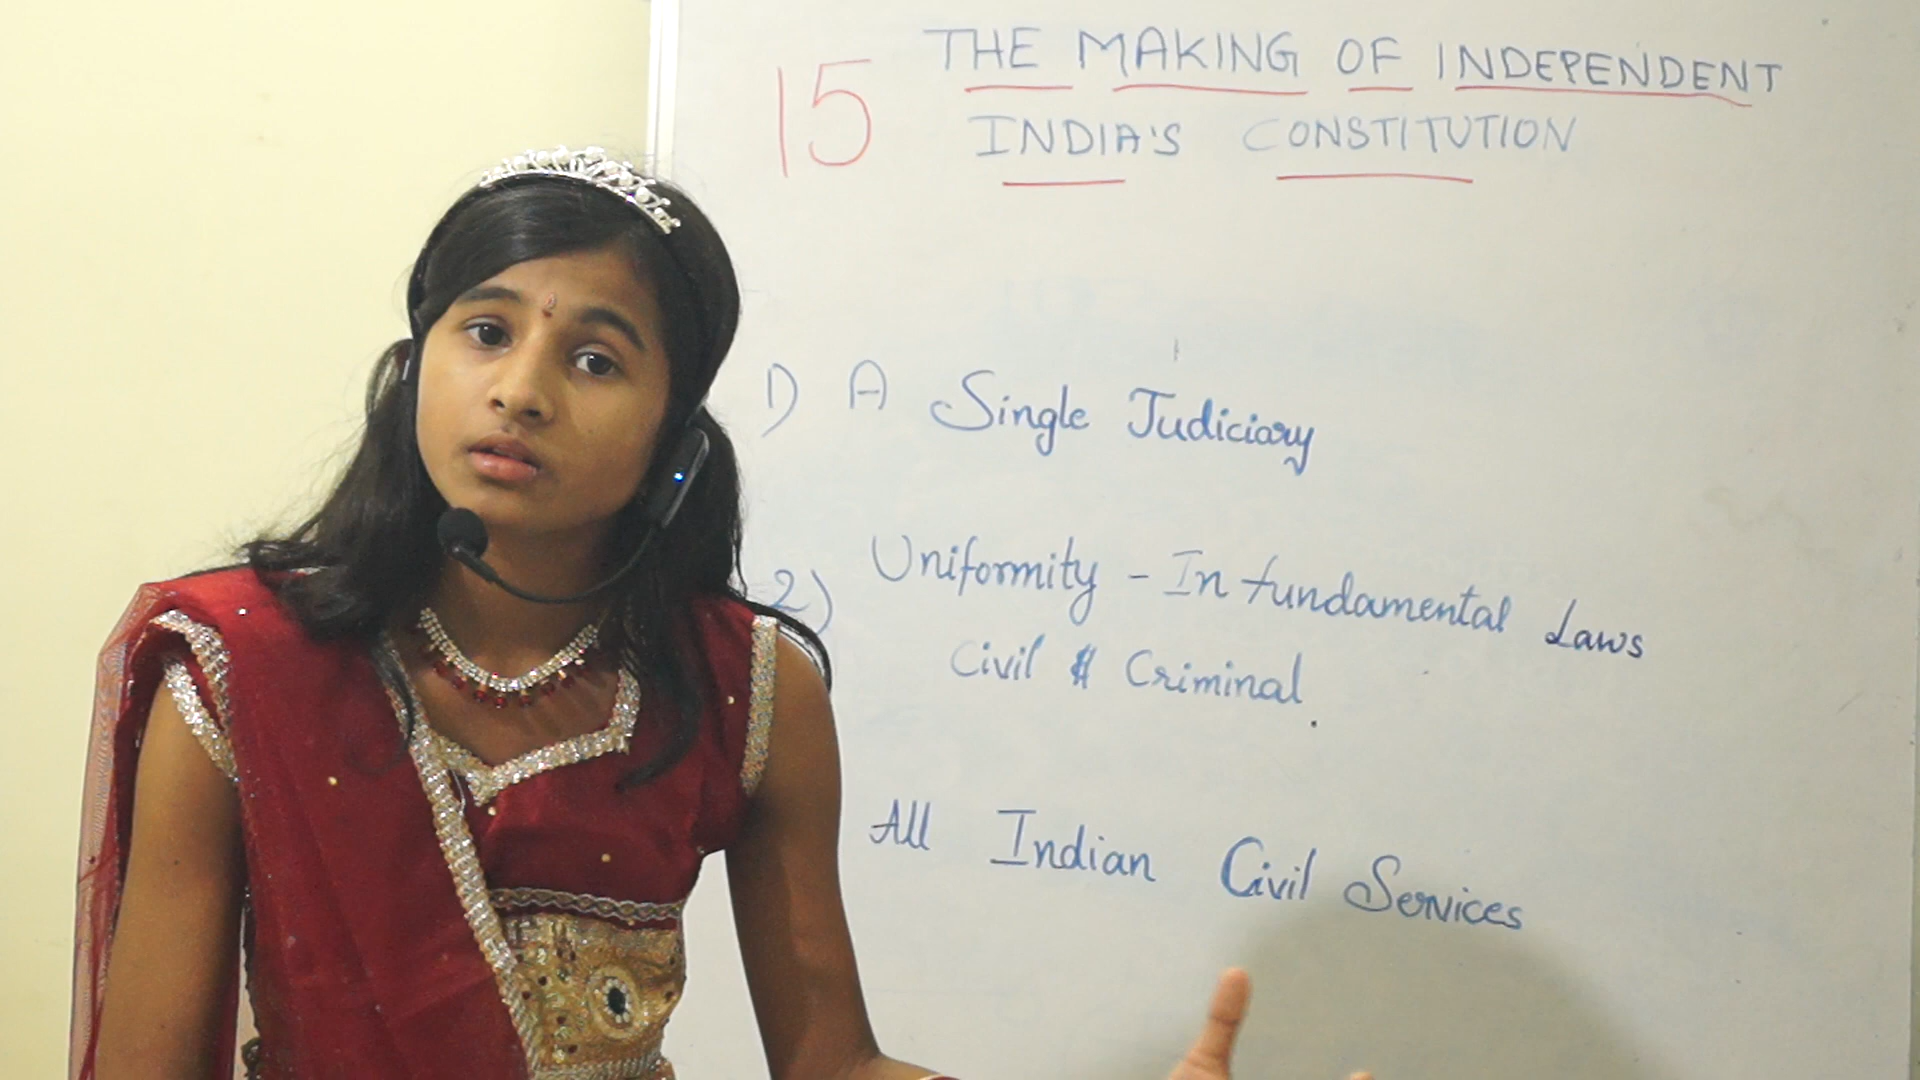 15 THE MAKING OF INDEPENDENT
INDIA'S CONSTITUTION
1) A Single Judiciary
2) Uniformity - In fundamental Laws
Civil & Criminal.
All Indian Civil Services